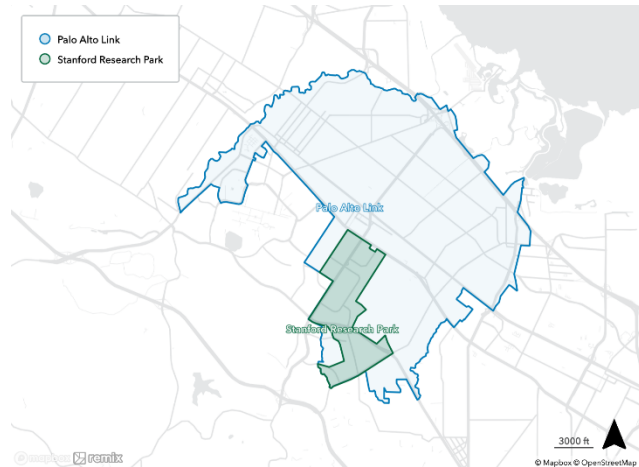 Palo Alto Link
Stanford Research Park
Palo Alto Link
Stanford Research Park
3000 ft
mapbox remix
© Mapbox © OpenStreetMap